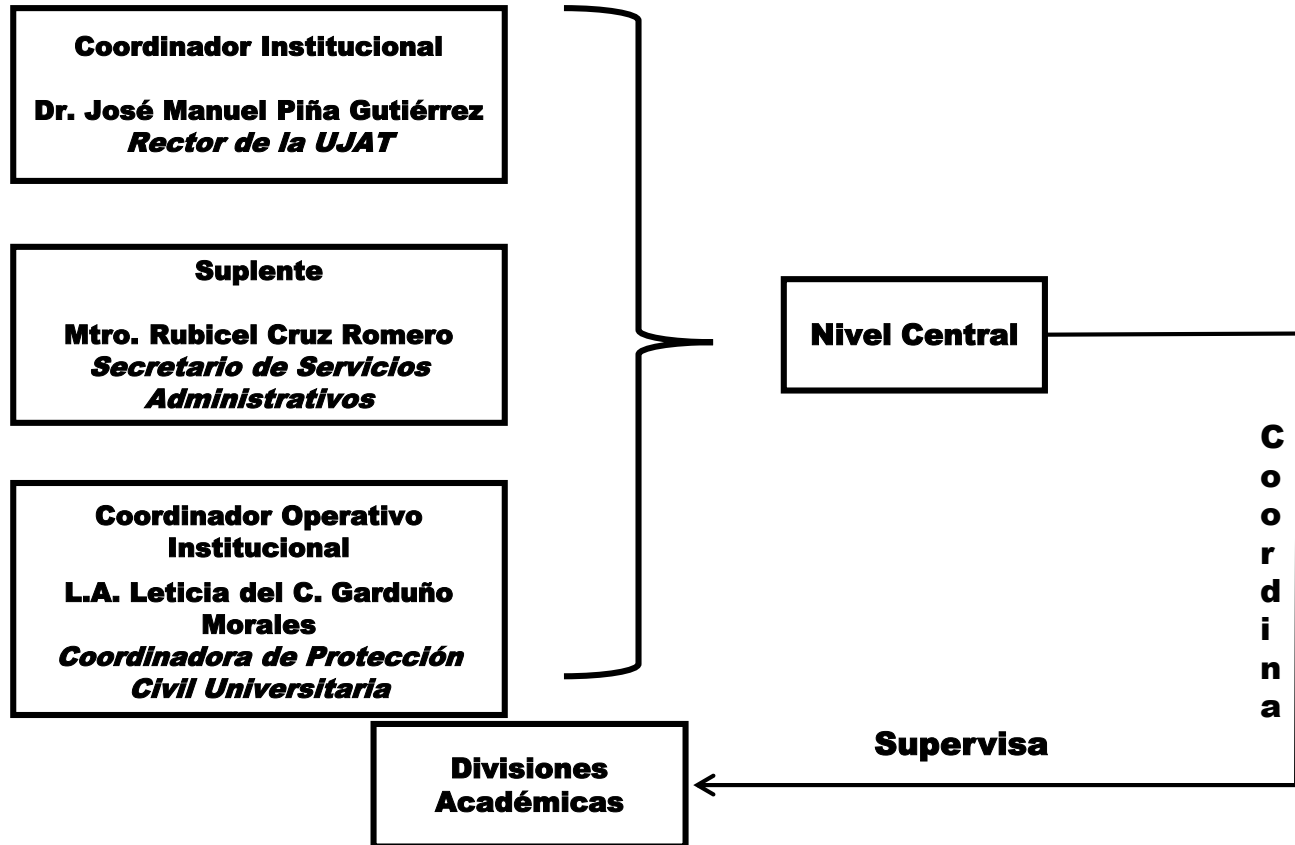 Coordinador Institucional
Dr. José Manuel Piña Gutiérrez
Rector de la UJAT
Suplente
Mtro. Rubicel Cruz Romero
Secretario de Servicios
Administrativos
Coordinador Operativo
Institucional
L.A. Leticia del C. Garduño
Morales
Coordinadora de Protección
Civil Universitaria
Nivel Central
Coordina
Supervisa
Divisiones
Académicas